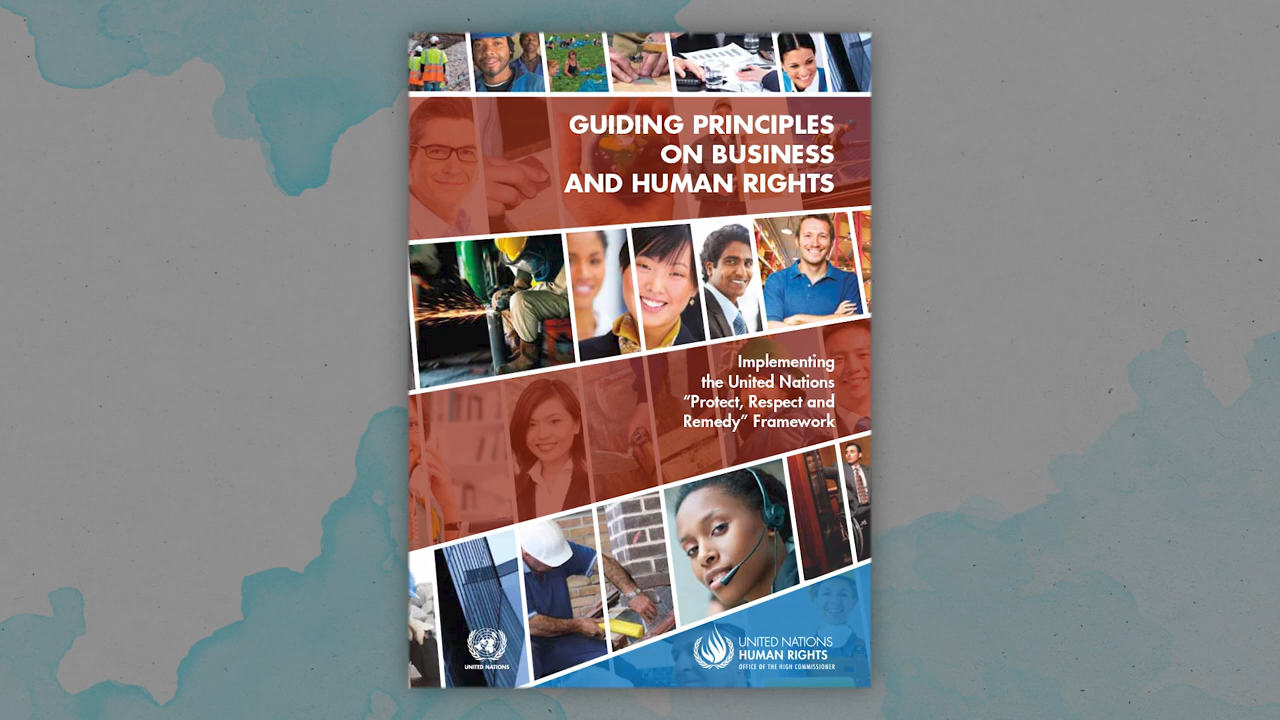 GUIDING PRINCIPLES
ON BUSINESS
AND HUMAN RIGHTS
Implementing
the United Nations
“Protect, Respect and
Remedy” Framework
UNITED NATIONS
UNITED NATIONS
HUMAN RIGHTS
OFFICE OF THE HIGH COMMISSIONER